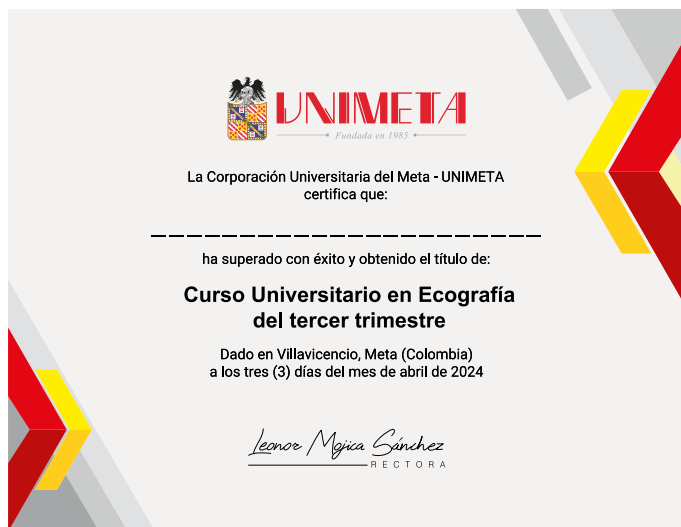 UNIMETA
Fundada en 1985
La Corporación Universitaria del Meta - UNIMETA
certifica que:
ha superado con éxito y obtenido el título de:
Curso Universitario en Ecografía
del tercer trimestre
Dado en Villavicencio, Meta (Colombia)
a los tres (3) días del mes de abril de 2024
Leonor Mojica Sánchez
RECTORA